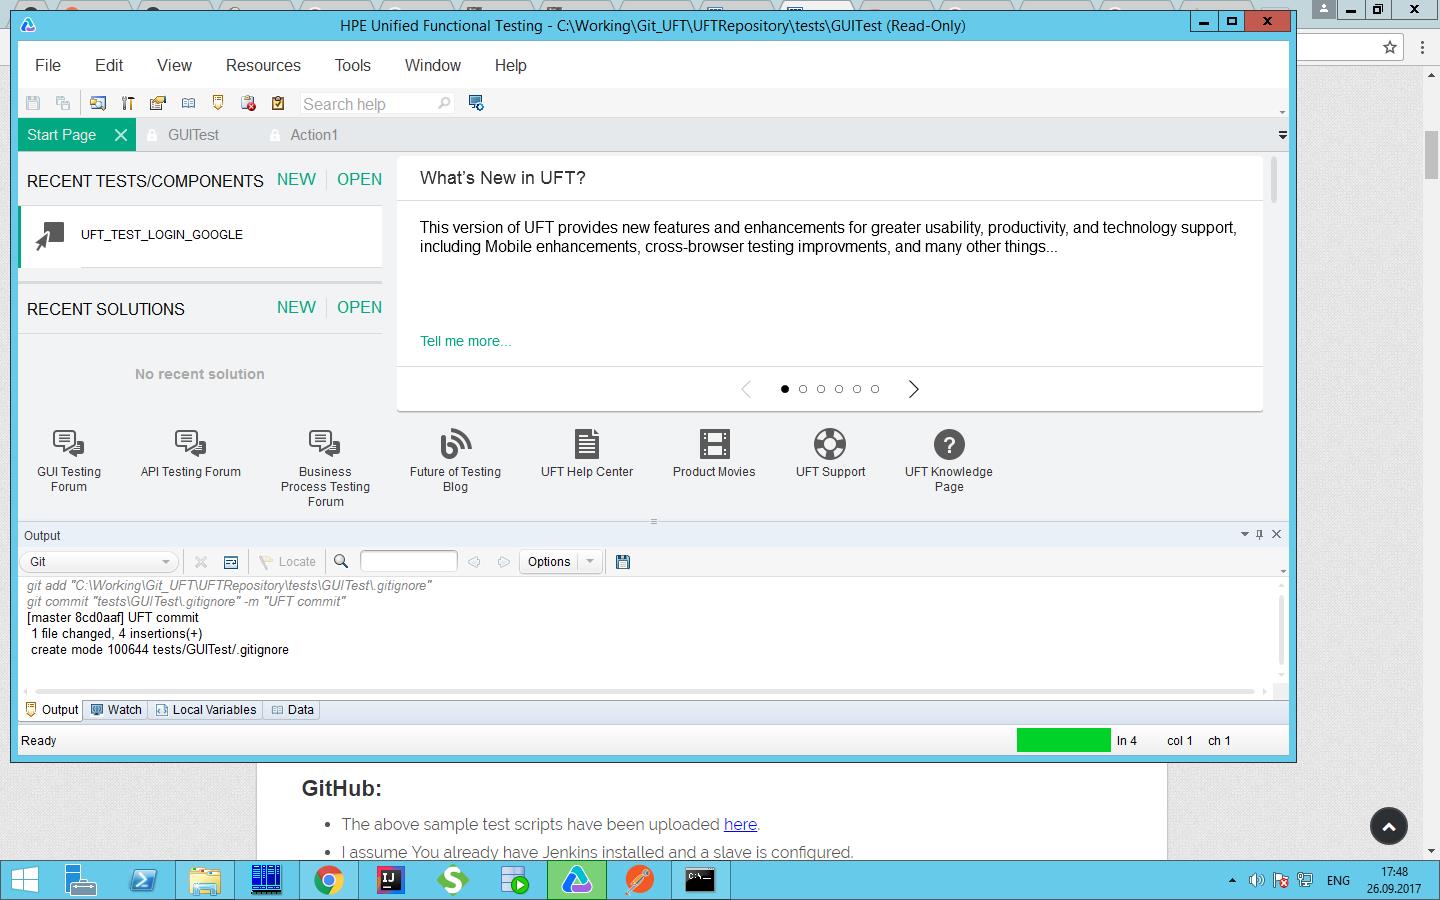 HPE Unified Functional Testing - C:\Working\Git_UFT\UFTRepository\tests\GUITest (Read-Only)
File Edit View Resources Tools Window Help
Search help
Start Page GUITest Action1
RECENT TESTS/COMPONENTS NEW OPEN
UFT_TEST_LOGIN_GOOGLE
RECENT SOLUTIONS NEW OPEN
No recent solution
What's New in UFT?
This version of UFT provides new features and enhancements for greater usability, productivity, and technology support,
including Mobile enhancements, cross-browser testing improvments, and many other things...
Tell me more...
GUI Testing
Forum
API Testing Forum
Business
Process Testing
Forum
Future of Testing
Blog
UFT Help Center
Product Movies
UFT Support
UFT Knowledge
Page
Output
Git Locate Options
git add "C:\Working\Git_UFT\UFTRepository\tests\GUITest\.gitignore"
git commit "tests\GUITest\.gitignore" -m "UFT commit"
[master 8cd0aaf] UFT commit
1 file changed, 4 insertions(+)
create mode 100644 tests/GUITest/.gitignore
Output Watch Local Variables Data
Ready ln 4 col 1 ch 1
GitHub:
• The above sample test scripts have been uploaded here.
• I assume You already have Jenkins installed and a slave is configured.
ENG
17:48
26.09.2017